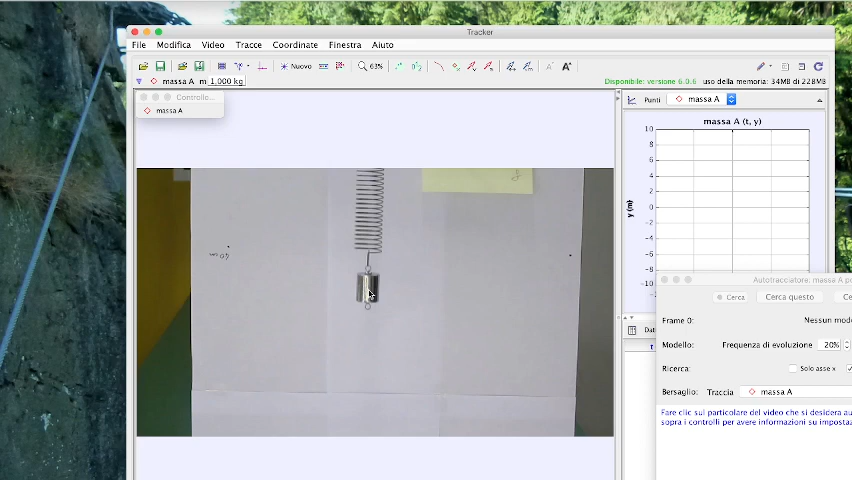 Tracker
File Modifica Video Tracce Coordinate Finestra Aiuto
Nuovo 63%
massa A m 1,000 kg
Disponibile: versione 6.0.6 uso della memoria: 34MB di 228MB
Controllo...
massa A
Punti massa A
massa A (t, y)
y (m)
10
8
6
4
2
0
-2
-4
-6
-8
-10
Autotracciatore: massa A po
Cerca Cerca questo Ce
Frame 0: Nessun mode
Modello: Frequenza di evoluzione 20%
Ricerca: Solo asse x
Bersaglio: Traccia massa A
Fare clic sul particolare del video che si desidera au
sopra i controlli per avere informazioni su impostaz
Dati
t